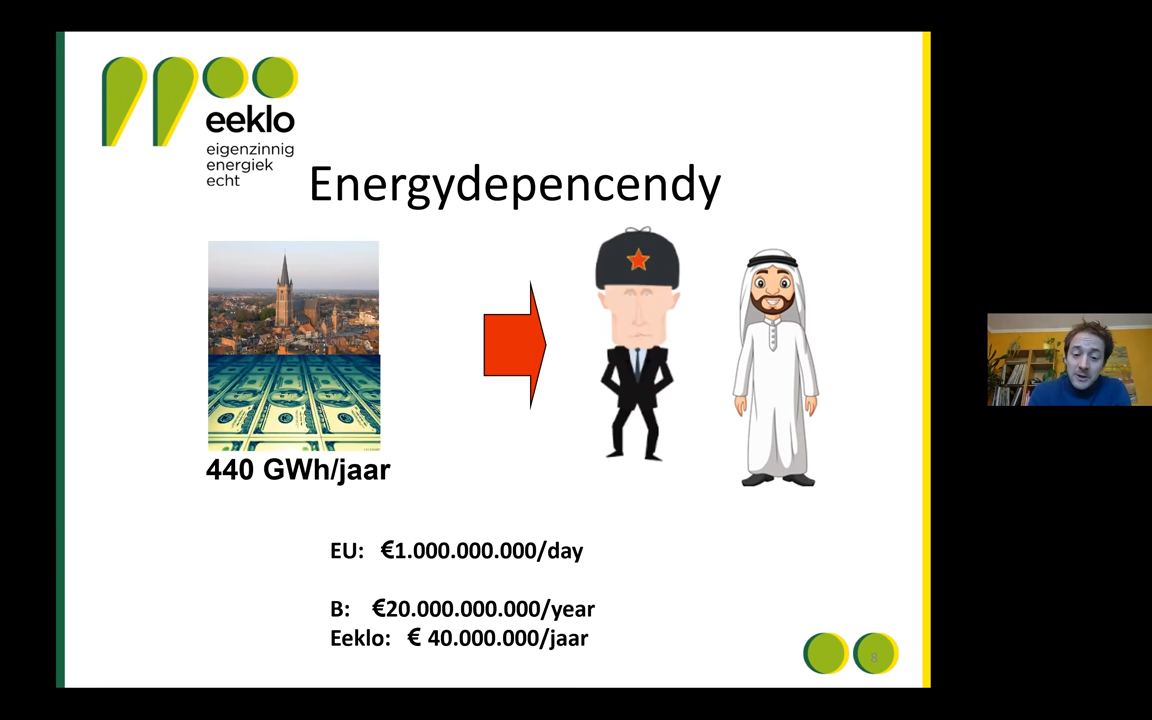 eeklo
eigenzinnig
energiek
echt
Energydepencendy
440 GWh/jaar
EU: €1.000.000.000/day
B: €20.000.000.000/year
Eeklo: € 40.000.000/jaar
8